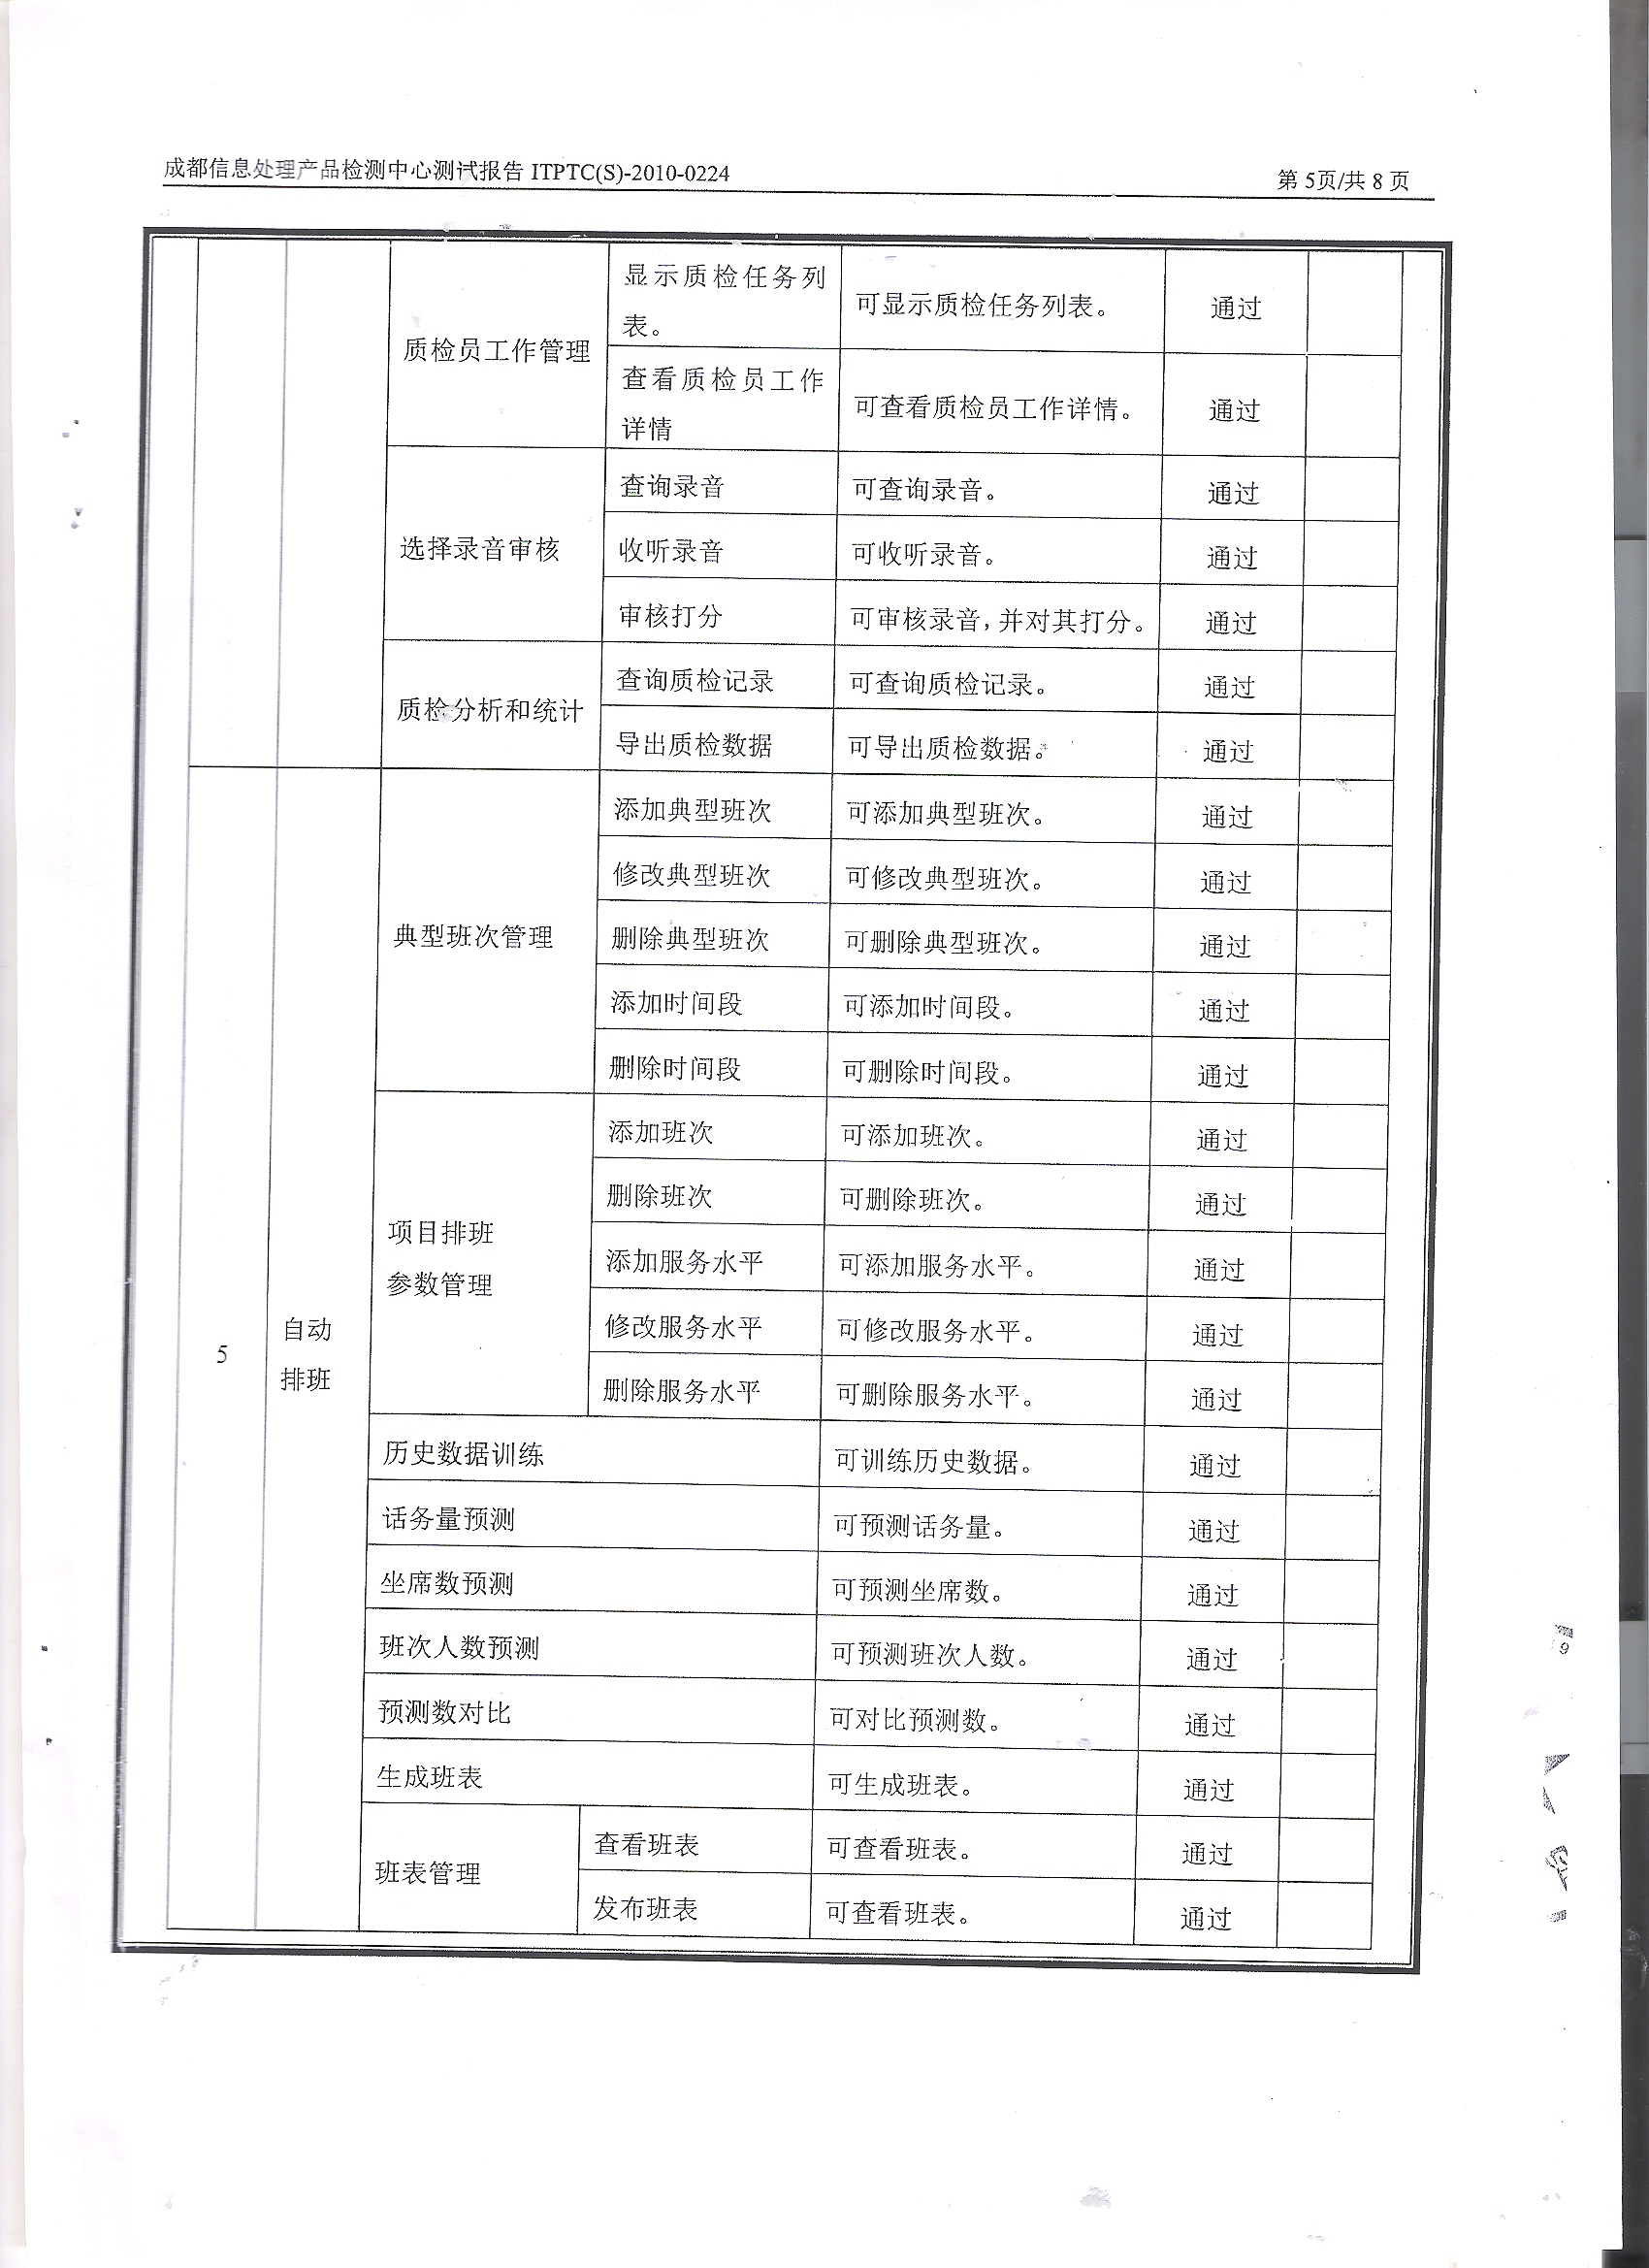 成都信息处理产品检测中心测试报告 ITPTC(S)-2010-0224
第 5页/共 8 页
质检员工作管理
显示质检任务列
表。
可显示质检任务列表。
通过
查看质检员工作
详情
可查看质检员工作详情。
通过
选择录音审核
查询录音
可查询录音。
通过
收听录音
可收听录音。
通过
审核打分
可审核录音,并对其打分。
通过
质检分析和统计
查询质检记录
可查询质检记录。
通过
导出质检数据
可导出质检数据。
通过
5
自动
排班
典型班次管理
添加典型班次
可添加典型班次。
通过
修改典型班次
可修改典型班次。
通过
删除典型班次
可删除典型班次。
通过
添加时间段
可添加时间段。
通过
删除时间段
可删除时间段。
通过
项目排班
参数管理
添加班次
可添加班次。
通过
删除班次
可删除班次。
通过
添加服务水平
可添加服务水平。
通过
修改服务水平
可修改服务水平。
通过
删除服务水平
可删除服务水平。
通过
历史数据训练
可训练历史数据。
通过
话务量预测
可预测话务量。
通过
坐席数预测
可预测坐席数。
通过
班次人数预测
可预测班次人数。
通过
预测数对比
可对比预测数。
通过
生成班表
可生成班表。
通过
班表管理
查看班表
可查看班表。
通过
发布班表
可查看班表。
通过